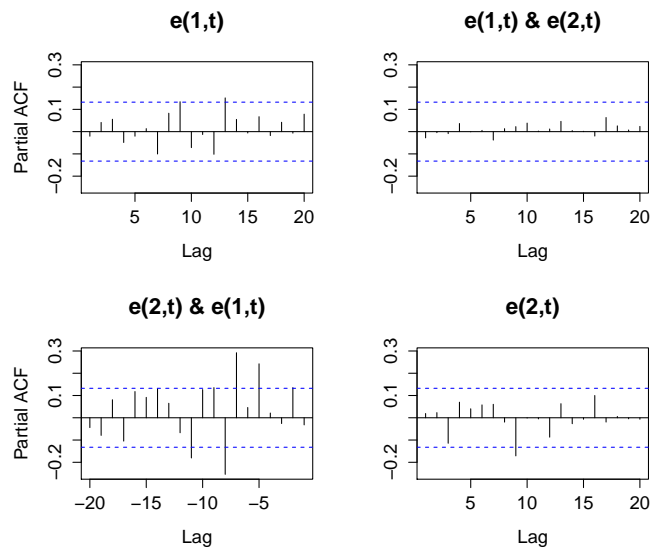 e(1,t)
Partial ACF
0.3
0.1
−0.2
5
10
15
20
Lag
e(1,t) & e(2,t)
0.3
0.1
−0.2
5
10
15
20
Lag
e(2,t) & e(1,t)
Partial ACF
0.3
0.1
−0.2
−20
−15
−10
−5
Lag
e(2,t)
0.3
0.1
−0.2
5
10
15
20
Lag